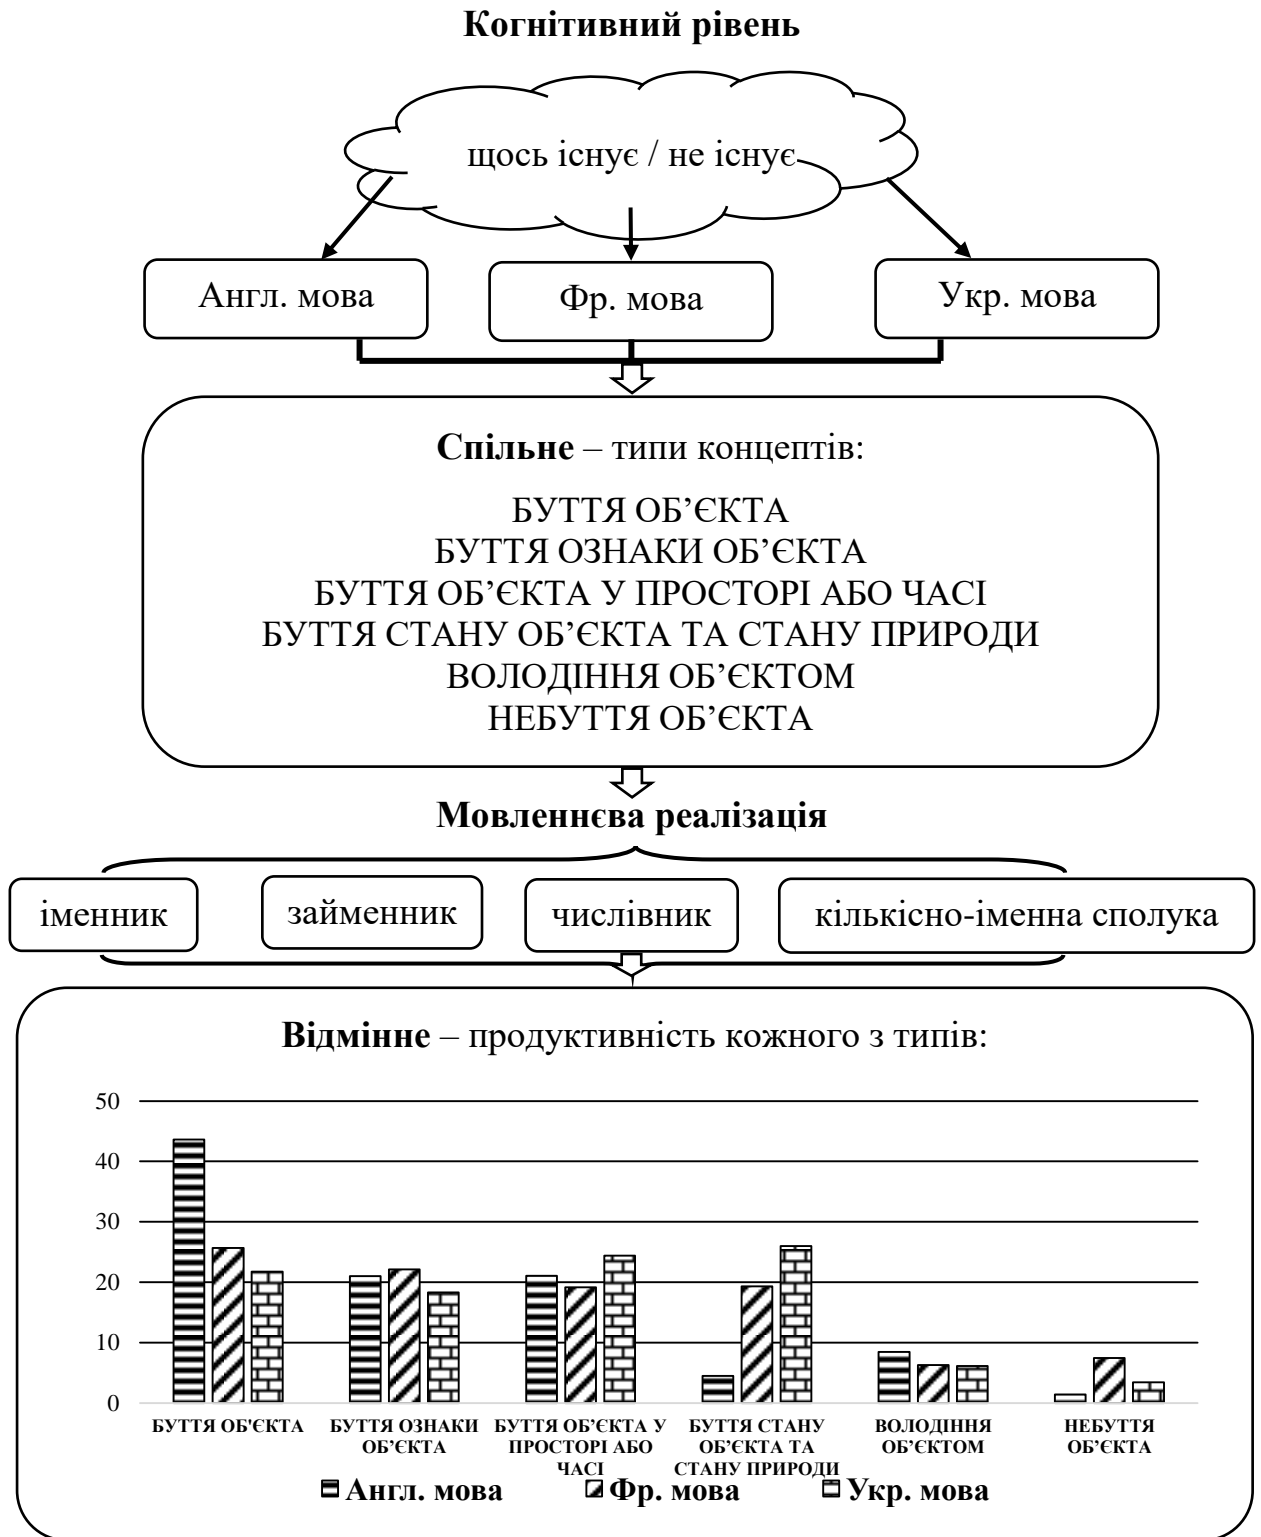 Когнітивний рівень
щось існує / не існує
Англ. мова
Фр. мова
Укр. мова
Спільне – типи концептів:
БУТТЯ ОБ’ЄКТА
БУТТЯ ОЗНАКИ ОБ’ЄКТА
БУТТЯ ОБ’ЄКТА У ПРОСТОРІ АБО ЧАСІ
БУТТЯ СТАНУ ОБ’ЄКТА ТА СТАНУ ПРИРОДИ
ВОЛОДІННЯ ОБ’ЄКТОМ
НЕБУТТЯ ОБ’ЄКТА
Мовленнєва реалізація
іменник
займенник
числівник
кількісно-іменна сполука
Відмінне – продуктивність кожного з типів:
50
40
30
20
10
0
БУТТЯ ОБ'ЄКТА
БУТТЯ ОЗНАКИ
ОБ’ЄКТА
БУТТЯ ОБ’ЄКТА У
ПРОСТОРІ АБО
ЧАСІ
БУТТЯ СТАНУ
ОБ’ЄКТА ТА
СТАНУ ПРИРОДИ
ВОЛОДІННЯ
ОБ’ЄКТОМ
НЕБУТТЯ
ОБ’ЄКТА
Англ. мова
Фр. мова
Укр. мова